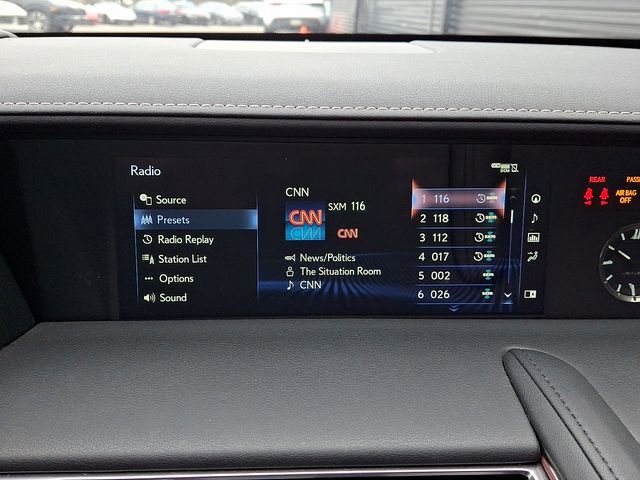 Radio
Source
Presets
Radio Replay
Station List
Options
Sound
CNN
SXM 116
CNN
CNN
News/Politics
The Situation Room
CNN
1 116
2 118
3 112
4 017
5 002
6 026
REAR
PASS
AIR BAG
OFF